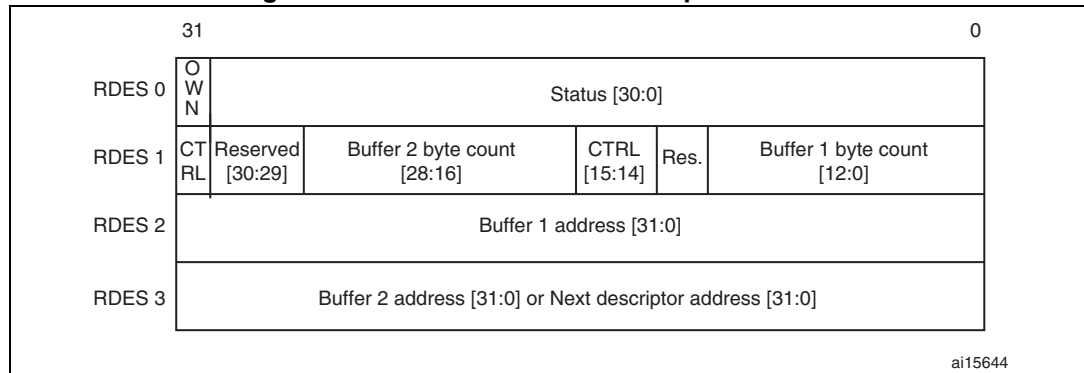 31 0
RDES 0 OWN Status [30:0]
RDES 1 CTRL Reserved [30:29] Buffer 2 byte count [28:16] CTRL [15:14] Res. Buffer 1 byte count [12:0]
RDES 2 Buffer 1 address [31:0]
RDES 3 Buffer 2 address [31:0] or Next descriptor address [31:0]
ai15644